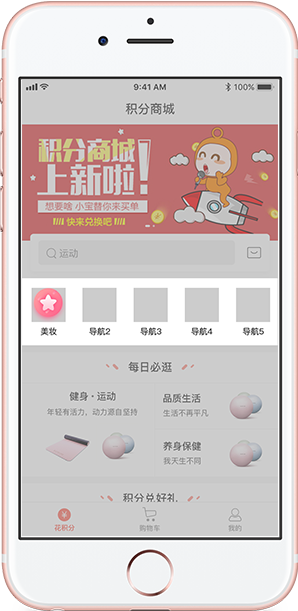 9:41 AM 100%
积分商城
积分商城
上新啦！
想要啥 小宝替你来买单
快来兑换吧
运动
美妆 导航2 导航3 导航4 导航5
每日必逛
健身·运动
年轻有活力，动力源自坚持
品质生活
生活不再平凡
养身保健
我天生不同
积分兑好礼
花积分 购物车 我的